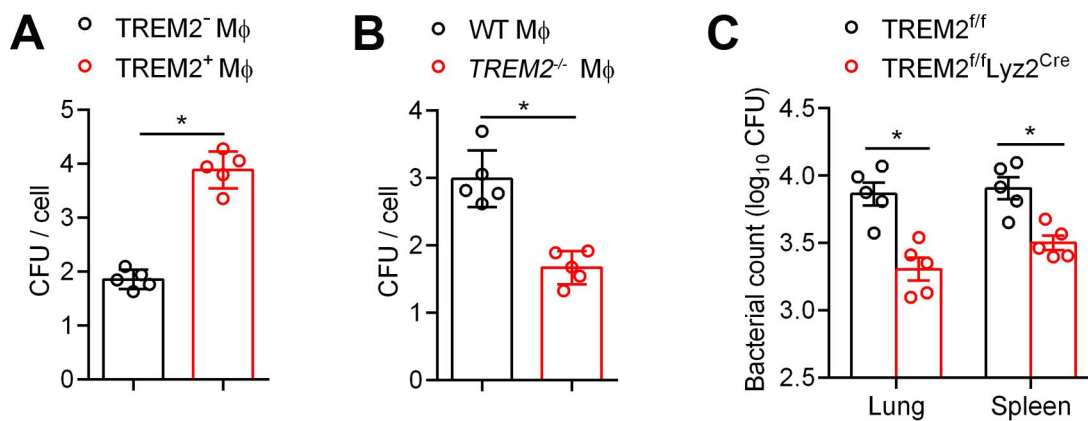 A
TREM2⁻ Mϕ
TREM2⁺ Mϕ
CFU / cell
5
4
3
2
1
0
*
B
WT Mϕ
TREM2⁻/⁻ Mϕ
CFU / cell
4
3
2
1
0
*
C
TREM2f/f
TREM2f/fLyz2Cre
Bacterial count (log₁₀ CFU)
4.5
4.0
3.5
3.0
2.5
*
*
Lung
Spleen